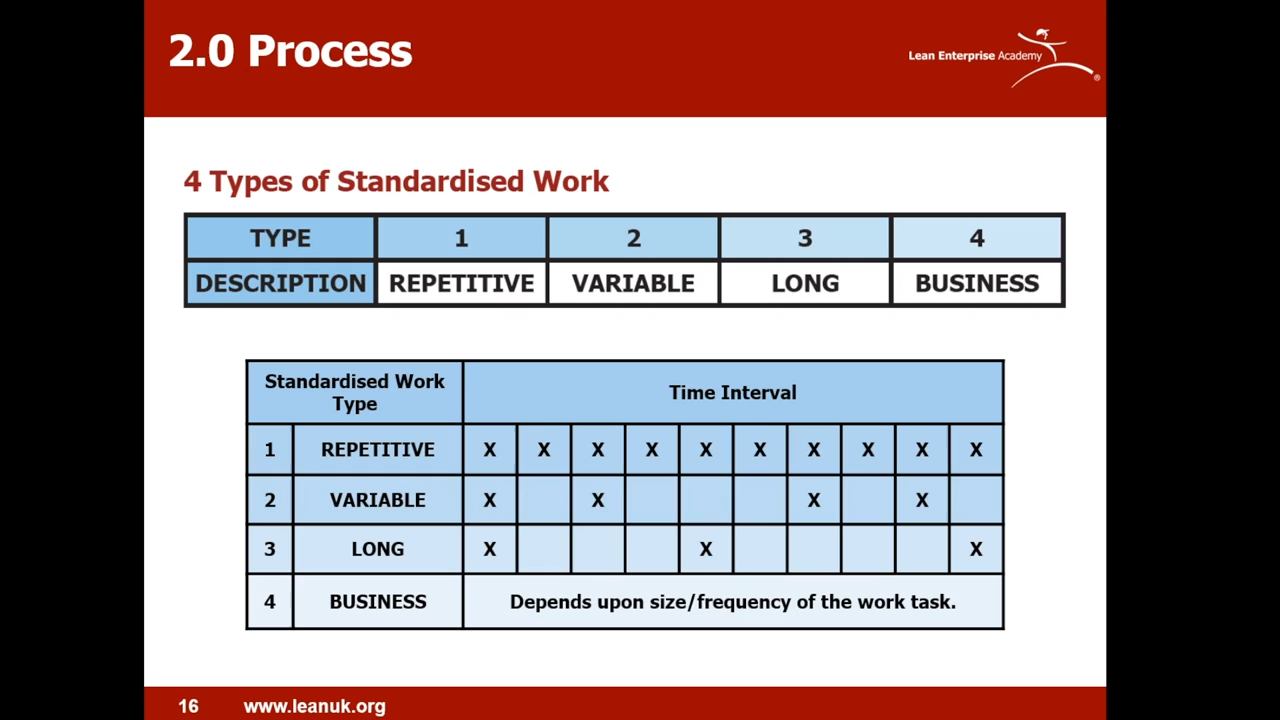 2.0 Process
Lean Enterprise Academy
®
4 Types of Standardised Work
TYPE 1 2 3 4
DESCRIPTION REPETITIVE VARIABLE LONG BUSINESS
Standardised Work
Type
Time Interval
1 REPETITIVE X X X X X X X X X X
2 VARIABLE X X X X
3 LONG X X X
4 BUSINESS Depends upon size/frequency of the work task.
16 www.leanuk.org